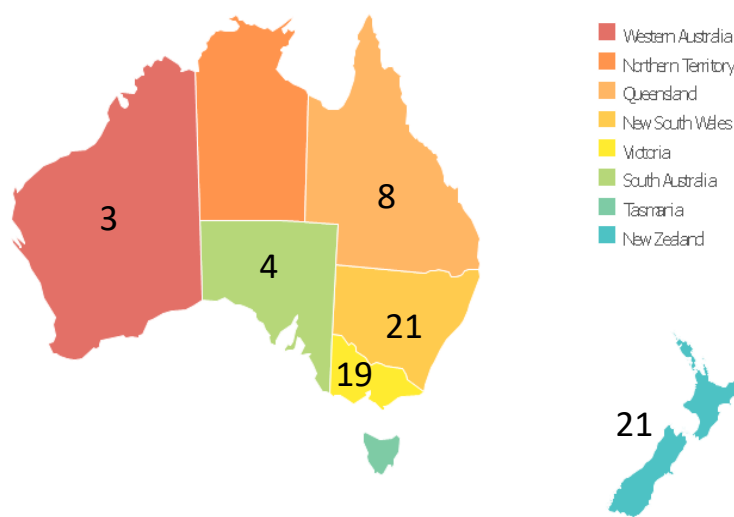 Western Australia
Northern Territory
Queensland
New South Wales
Victoria
South Australia
Tasmania
New Zealand
8
3
4
21
19
21